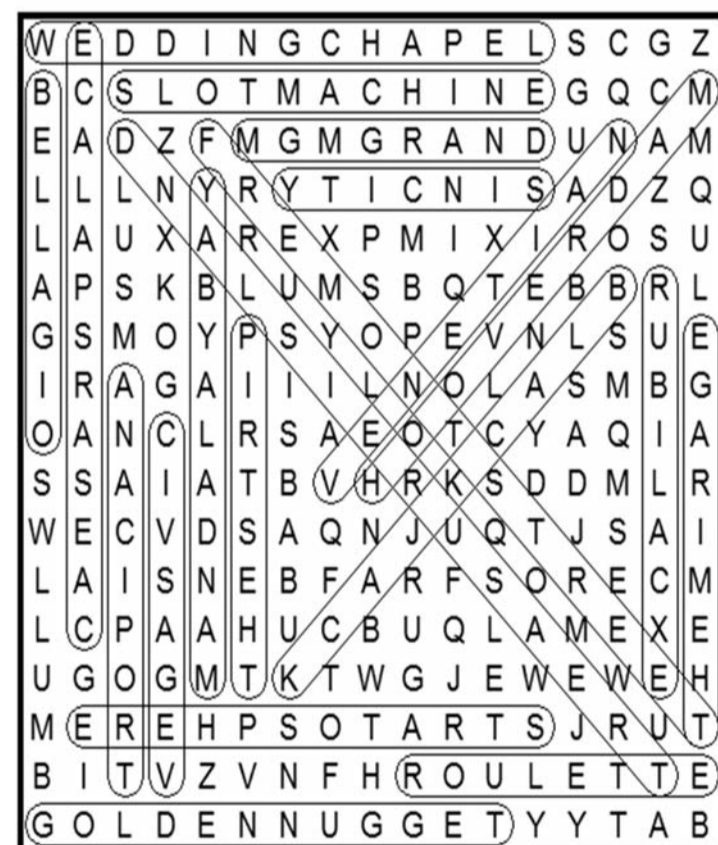 W E D D I N G C H A P E L S C G Z
B C S L O T M A C H I N E G Q C M
E A D Z F M G M G R A N D U N A M
L L L N Y R Y T I C N I S A D Z Q
L A U X A R E X P M I X I R O S U
A P S K B L U M S B Q T E B B R L
G S M O Y P S Y O P E V N L S U E
I R A G A I I I L N O L A S M B G
O A N C L R S A E O T C Y A Q I A
S S A I A T B V H R K S D D M L R
W E C V D S A Q N J U Q T J S A I
L A I S N E B F A R F S O R E C M
L C P A A H U C B U Q L A M E X E
U G O G M T K T W G J E W E W E H
M E R E H P S O T A R T S J R U T
B I T V Z V N F H R O U L E T T E
G O L D E N N U G G E T Y Y T A B